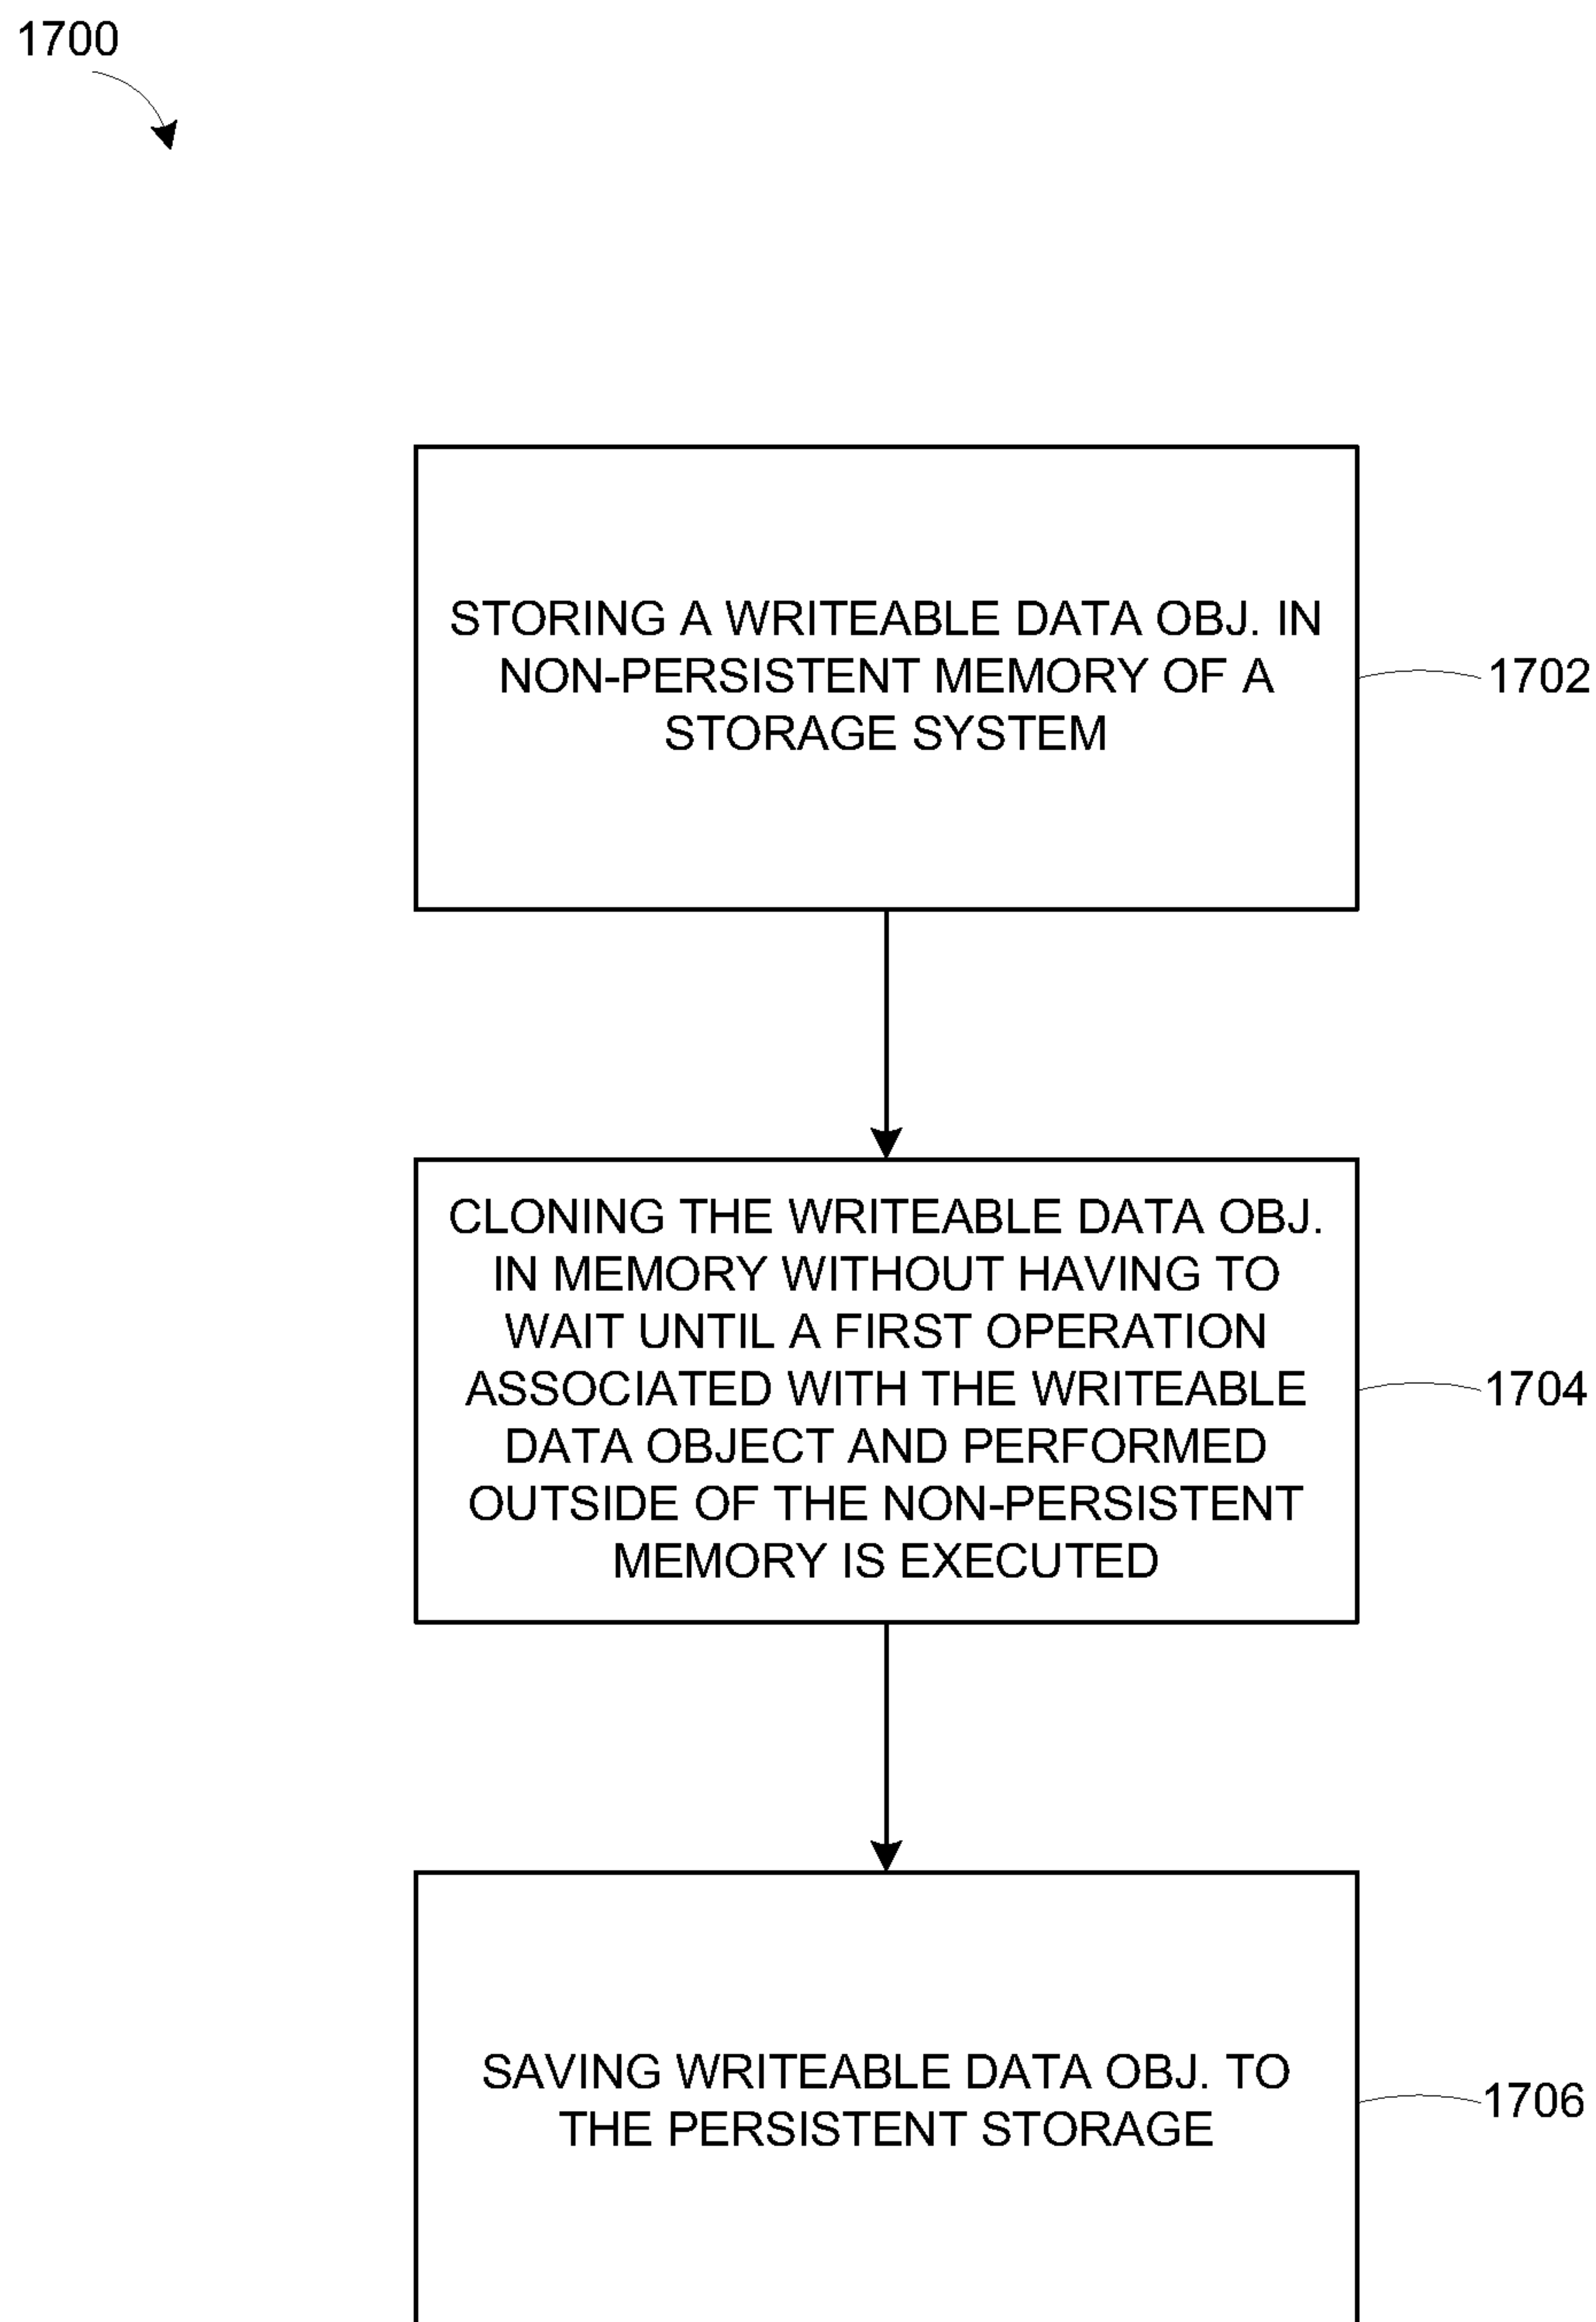 1700
STORING A WRITEABLE DATA OBJ. IN
NON-PERSISTENT MEMORY OF A
STORAGE SYSTEM
1702
CLONING THE WRITEABLE DATA OBJ.
IN MEMORY WITHOUT HAVING TO
WAIT UNTIL A FIRST OPERATION
ASSOCIATED WITH THE WRITEABLE
DATA OBJECT AND PERFORMED
OUTSIDE OF THE NON-PERSISTENT
MEMORY IS EXECUTED
1704
SAVING WRITEABLE DATA OBJ. TO
THE PERSISTENT STORAGE
1706